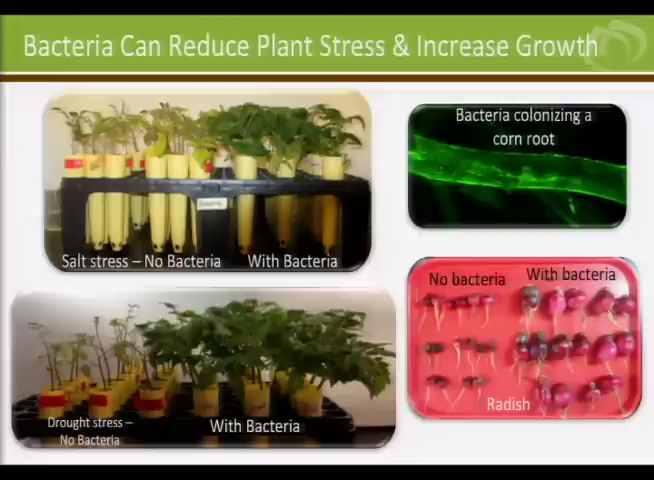 Bacteria Can Reduce Plant Stress & Increase Growth
Salt stress – No Bacteria
With Bacteria
Bacteria colonizing a
corn root
Drought stress –
No Bacteria
With Bacteria
No bacteria
With bacteria
Radish